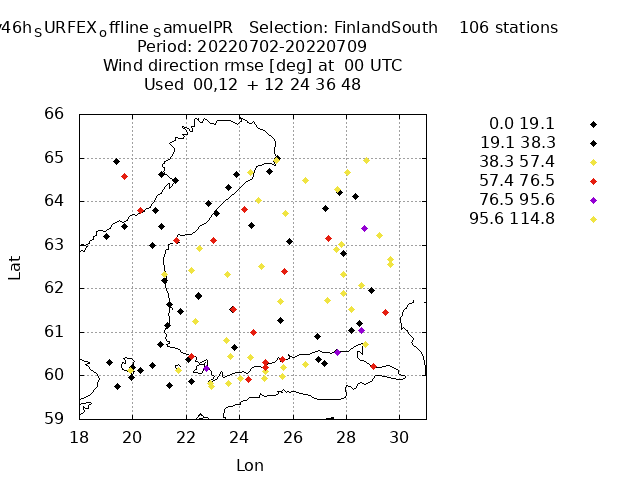 v46h_SURFEX_offline_samuelPR Selection: FinlandSouth 106 stations
Period: 20220702-20220709
Wind direction rmse [deg] at 00 UTC
Used 00,12 + 12 24 36 48
66
65
64
63
62
61
60
59
18 20 22 24 26 28 30
Lat
Lon
0.0 19.1
19.1 38.3
38.3 57.4
57.4 76.5
76.5 95.6
95.6 114.8